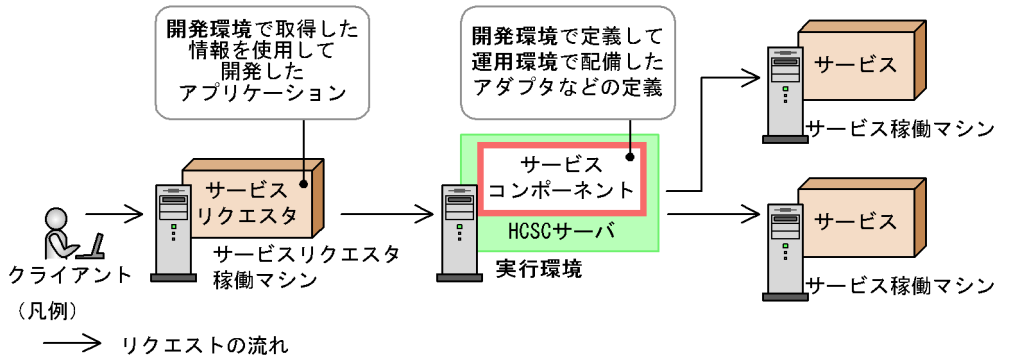 開発環境で取得した
情報を使用して
開発した
アプリケーション
開発環境で定義して
運用環境で配備した
アダプタなどの定義
サービス
サービス稼働マシン
サービス
リクエスタ
サービスリクエスタ
稼働マシン
サービス
コンポーネント
HCSCサーバ
実行環境
サービス
サービス稼働マシン
クライアント
（凡例）
リクエストの流れ